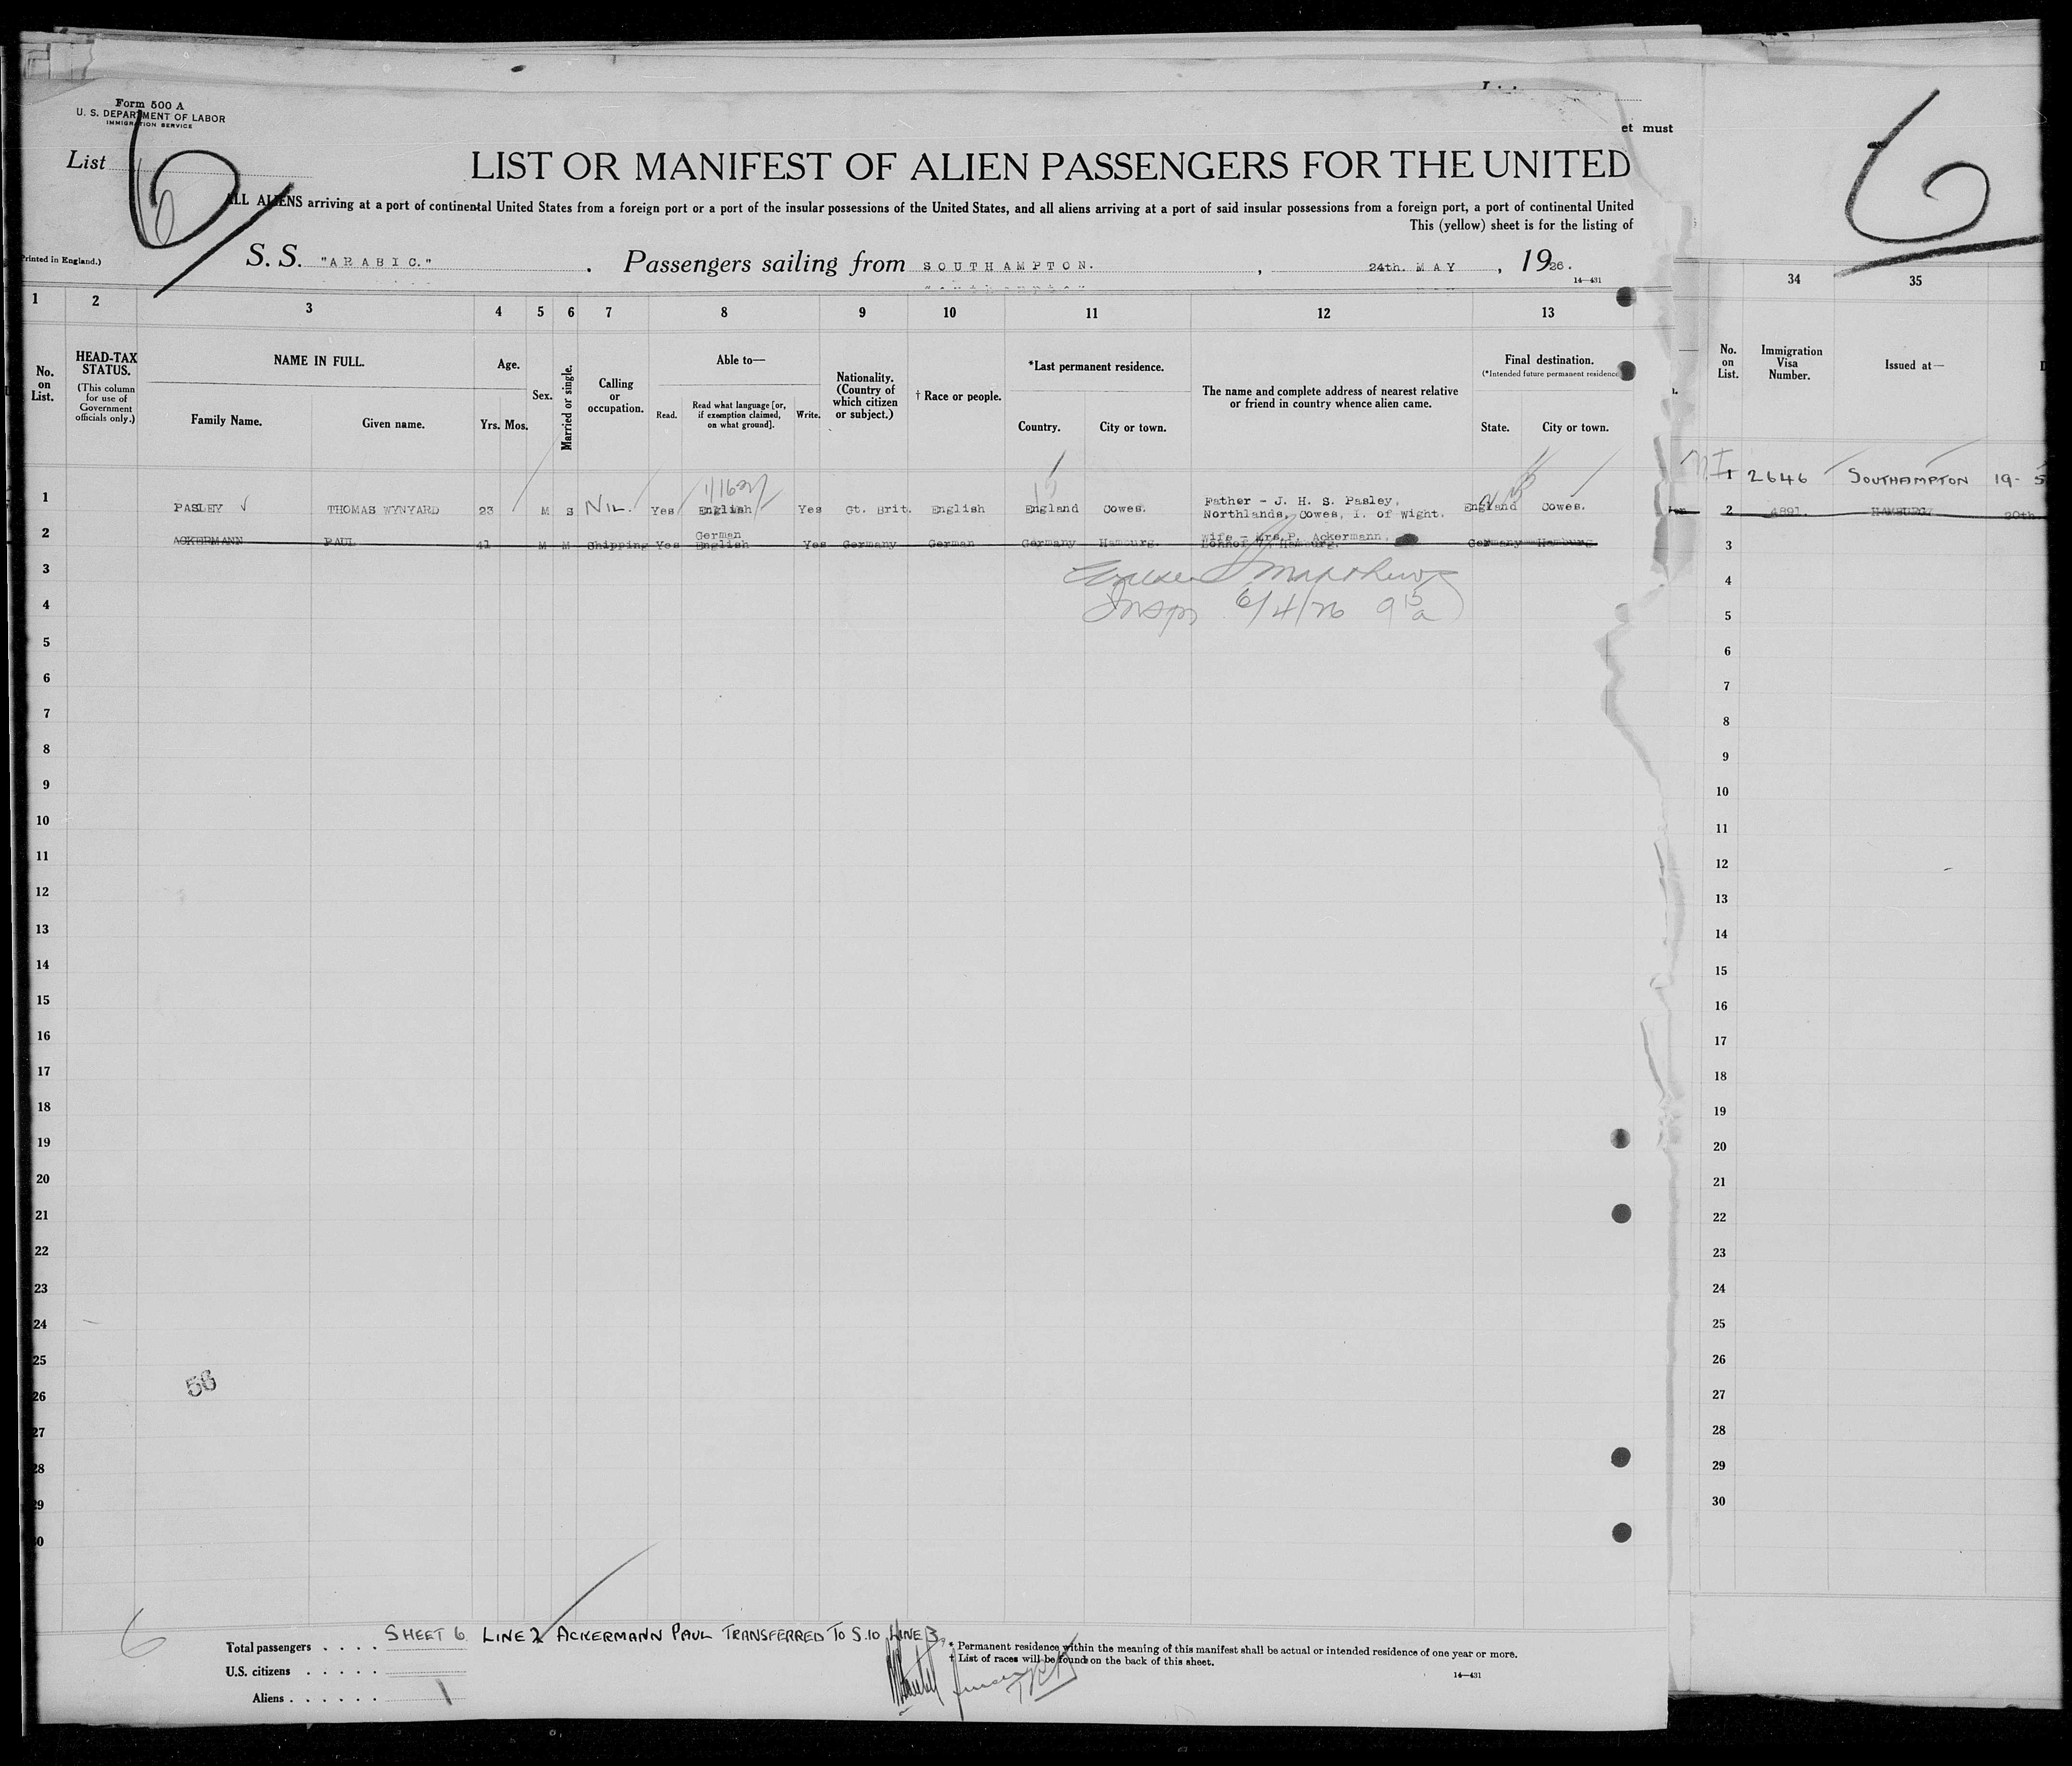 Form 500 A
U. S. DEPARTMENT OF LABOR
IMMIGRATION SERVICE
et must
List 6
6
LIST OR MANIFEST OF ALIEN PASSENGERS FOR THE UNITED
ALL ALIENS arriving at a port of continental United States from a foreign port or a port of the insular possessions of the United States, and all aliens arriving at a port of said insular possessions from a foreign port, a port of continental United
This (yellow) sheet is for the listing of
Printed in England.)
S. S. "ARABIC." . Passengers sailing from SOUTHAMPTON. , 24th. MAY , 1926.
14—431
1 2 3 4 5 6 7 8 9 10 11 12 13
No. on List.
HEAD-TAX STATUS.
(This column for use of Government officials only.)
NAME IN FULL.
Family Name. Given name.
Age.
Yrs. Mos.
Sex.
Married or single.
Calling or occupation.
Able to—
Read. Read what language [or, if exemption claimed, on what ground]. Write.
Nationality. (Country of which citizen or subject.)
† Race or people.
*Last permanent residence.
Country. City or town.
The name and complete address of nearest relative or friend in country whence alien came.
Final destination.
(*Intended future permanent residence
State. City or town.
34 35
No. on List.
Immigration Visa Number.
Issued at—
1 PASLEY THOMAS WYNYARD 23 M S NIL. Yes English Yes Gt. Brit. English England Cowes. Father - J. H. S. Pasley, Northlands, Cowes, I. of Wight. England Cowes.
2 ACKERMANN PAUL 41 M M Shipping Yes German English Yes Germany German Germany Hamburg. Wife - Mrs P. Ackermann, Hamburg. Germany Hamburg
6/4/26
3
4
5
6
7
8
9
10
11
12
13
14
15
16
17
18
19
20
21
22
23
24
25
26
27
28
29
30
56
1 2646 SOUTHAMPTON 19-5
2 4891. HAMBURG 20th
3
4
5
6
7
8
9
10
11
12
13
14
15
16
17
18
19
20
21
22
23
24
25
26
27
28
29
30
6
SHEET 6 LINE 2 ACKERMANN PAUL TRANSFERRED TO S.10 LINE 3
Total passengers . . . .
U.S. citizens . . . . .
Aliens . . . . . . 1
* Permanent residence within the meaning of this manifest shall be actual or intended residence of one year or more.
† List of races will be found on the back of this sheet.
14—431